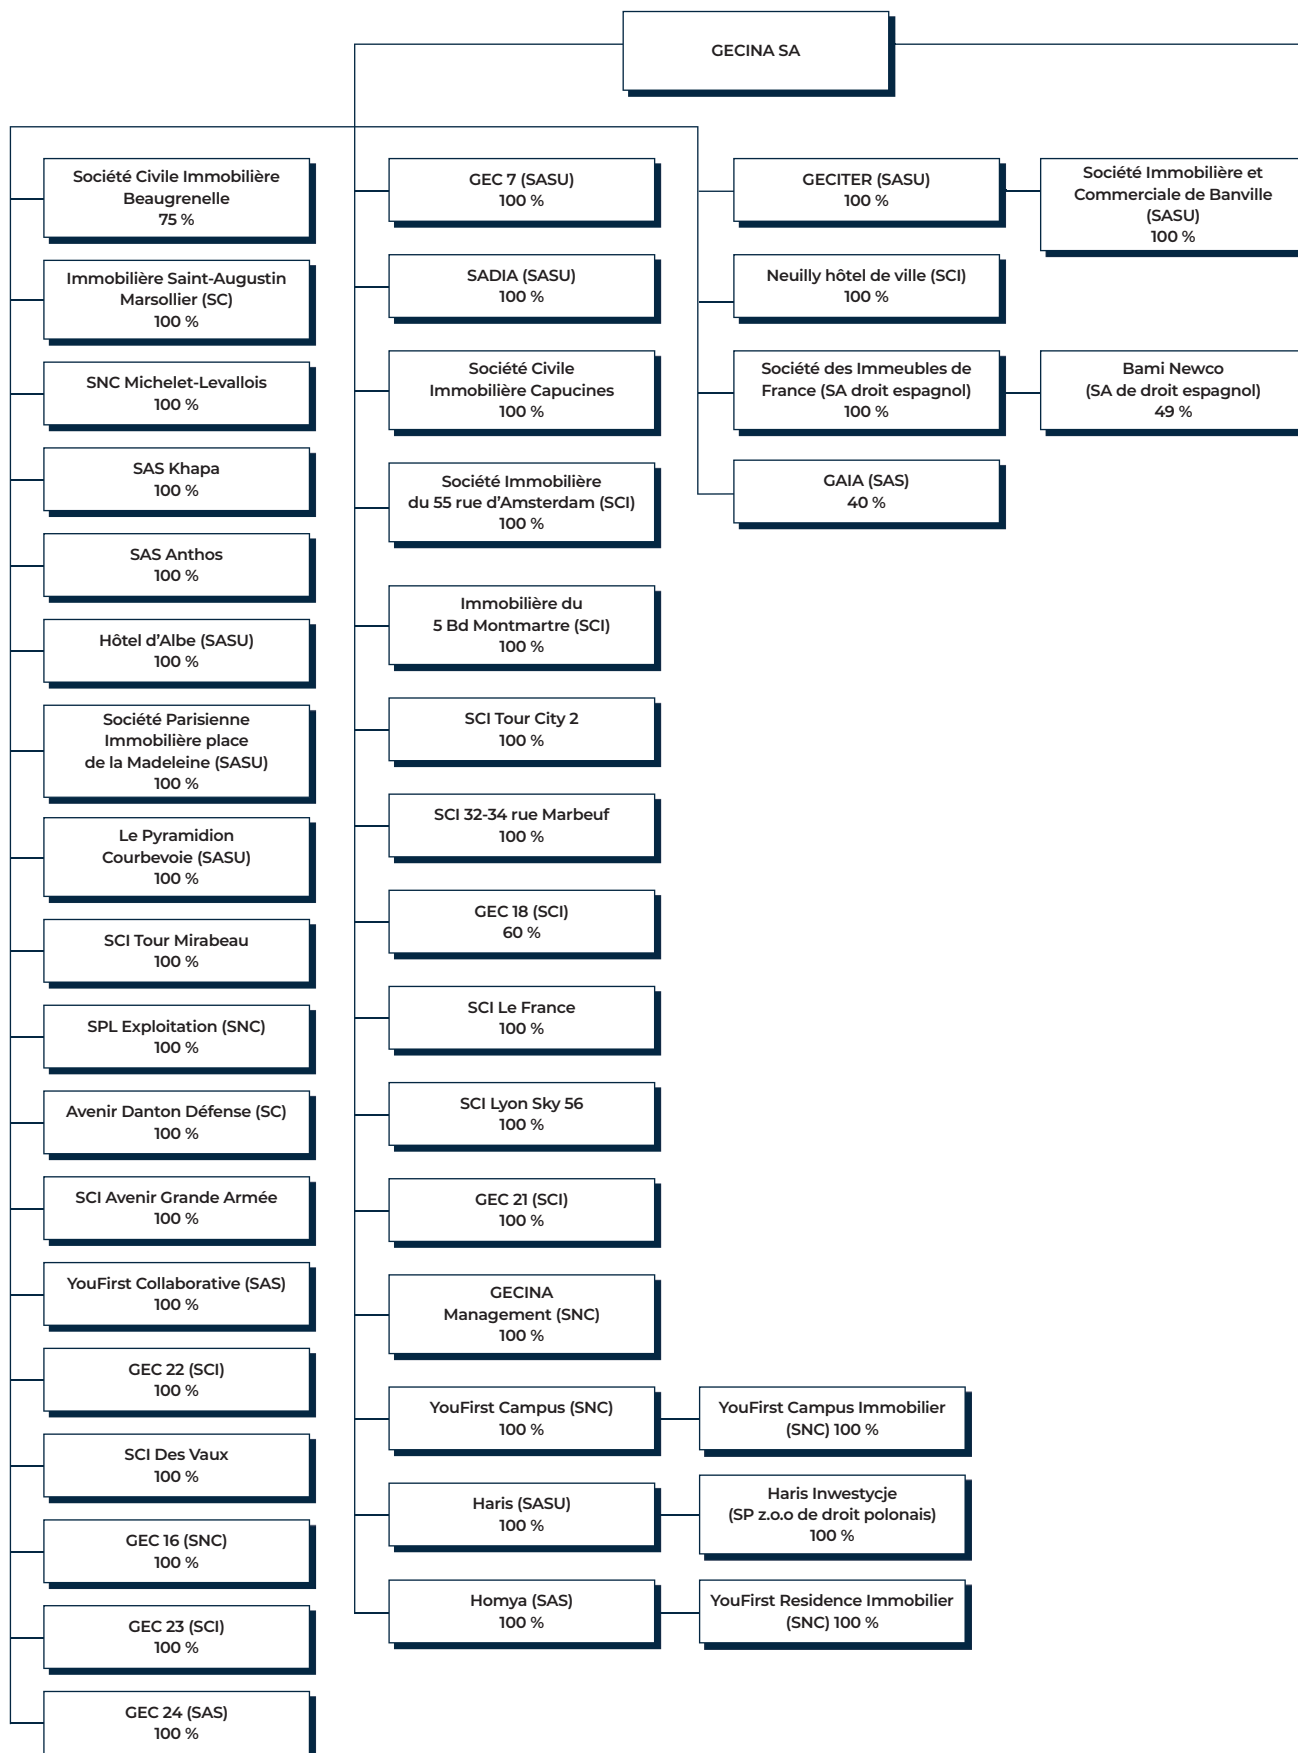 GECINA SA
Société Civile Immobilière
Beaugrenelle
75 %
Immobilière Saint-Augustin
Marsollier (SC)
100 %
SNC Michelet-Levallois
100 %
SAS Khapa
100 %
SAS Anthos
100 %
Hôtel d’Albe (SASU)
100 %
Société Parisienne
Immobilière place
de la Madeleine (SASU)
100 %
Le Pyramidion
Courbevoie (SASU)
100 %
SCI Tour Mirabeau
100 %
SPL Exploitation (SNC)
100 %
Avenir Danton Défense (SC)
100 %
SCI Avenir Grande Armée
100 %
YouFirst Collaborative (SAS)
100 %
GEC 22 (SCI)
100 %
SCI Des Vaux
100 %
GEC 16 (SNC)
100 %
GEC 23 (SCI)
100 %
GEC 24 (SAS)
100 %
GEC 7 (SASU)
100 %
SADIA (SASU)
100 %
Société Civile
Immobilière Capucines
100 %
Société Immobilière
du 55 rue d’Amsterdam (SCI)
100 %
Immobilière du
5 Bd Montmartre (SCI)
100 %
SCI Tour City 2
100 %
SCI 32-34 rue Marbeuf
100 %
GEC 18 (SCI)
60 %
SCI Le France
100 %
SCI Lyon Sky 56
100 %
GEC 21 (SCI)
100 %
GECINA
Management (SNC)
100 %
YouFirst Campus (SNC)
100 %
YouFirst Campus Immobilier
(SNC) 100 %
Haris (SASU)
100 %
Haris Inwestycje
(SP z.o.o de droit polonais)
100 %
Homya (SAS)
100 %
YouFirst Residence Immobilier
(SNC) 100 %
GECITER (SASU)
100 %
Société Immobilière et
Commerciale de Banville
(SASU)
100 %
Neuilly hôtel de ville (SCI)
100 %
Société des Immeubles de
France (SA droit espagnol)
100 %
Bami Newco
(SA de droit espagnol)
49 %
GAIA (SAS)
40 %